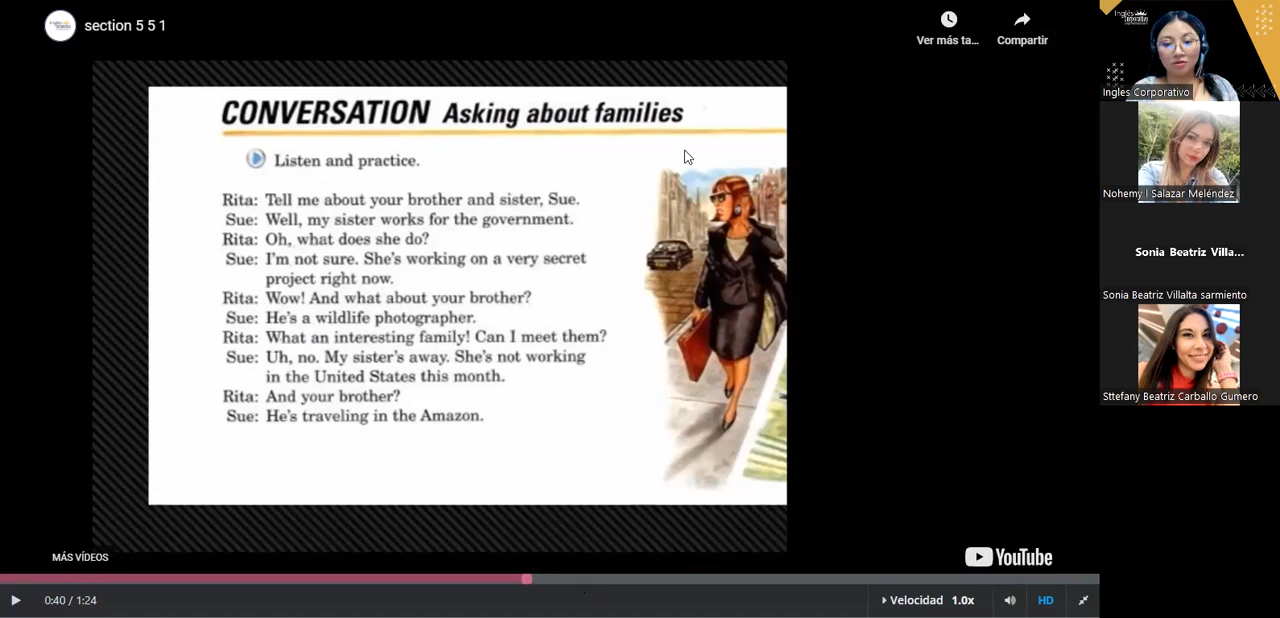 section 5 5 1
Ver más ta...
Compartir
CONVERSATION Asking about families
Listen and practice.
Rita: Tell me about your brother and sister, Sue.
Sue: Well, my sister works for the government.
Rita: Oh, what does she do?
Sue: I'm not sure. She's working on a very secret
project right now.
Rita: Wow! And what about your brother?
Sue: He's a wildlife photographer.
Rita: What an interesting family! Can I meet them?
Sue: Uh, no. My sister's away. She's not working
in the United States this month.
Rita: And your brother?
Sue: He's traveling in the Amazon.
MÁS VÍDEOS
YouTube
0:40 / 1:24
Velocidad 1.0x
HD
Inglés
Corporativo
Ingles Corporativo
Nohemy I Salazar Meléndez
Sonia Beatriz Villa...
Sonia Beatriz Villalta sarmiento
Sttefany Beatriz Carballo Gumero